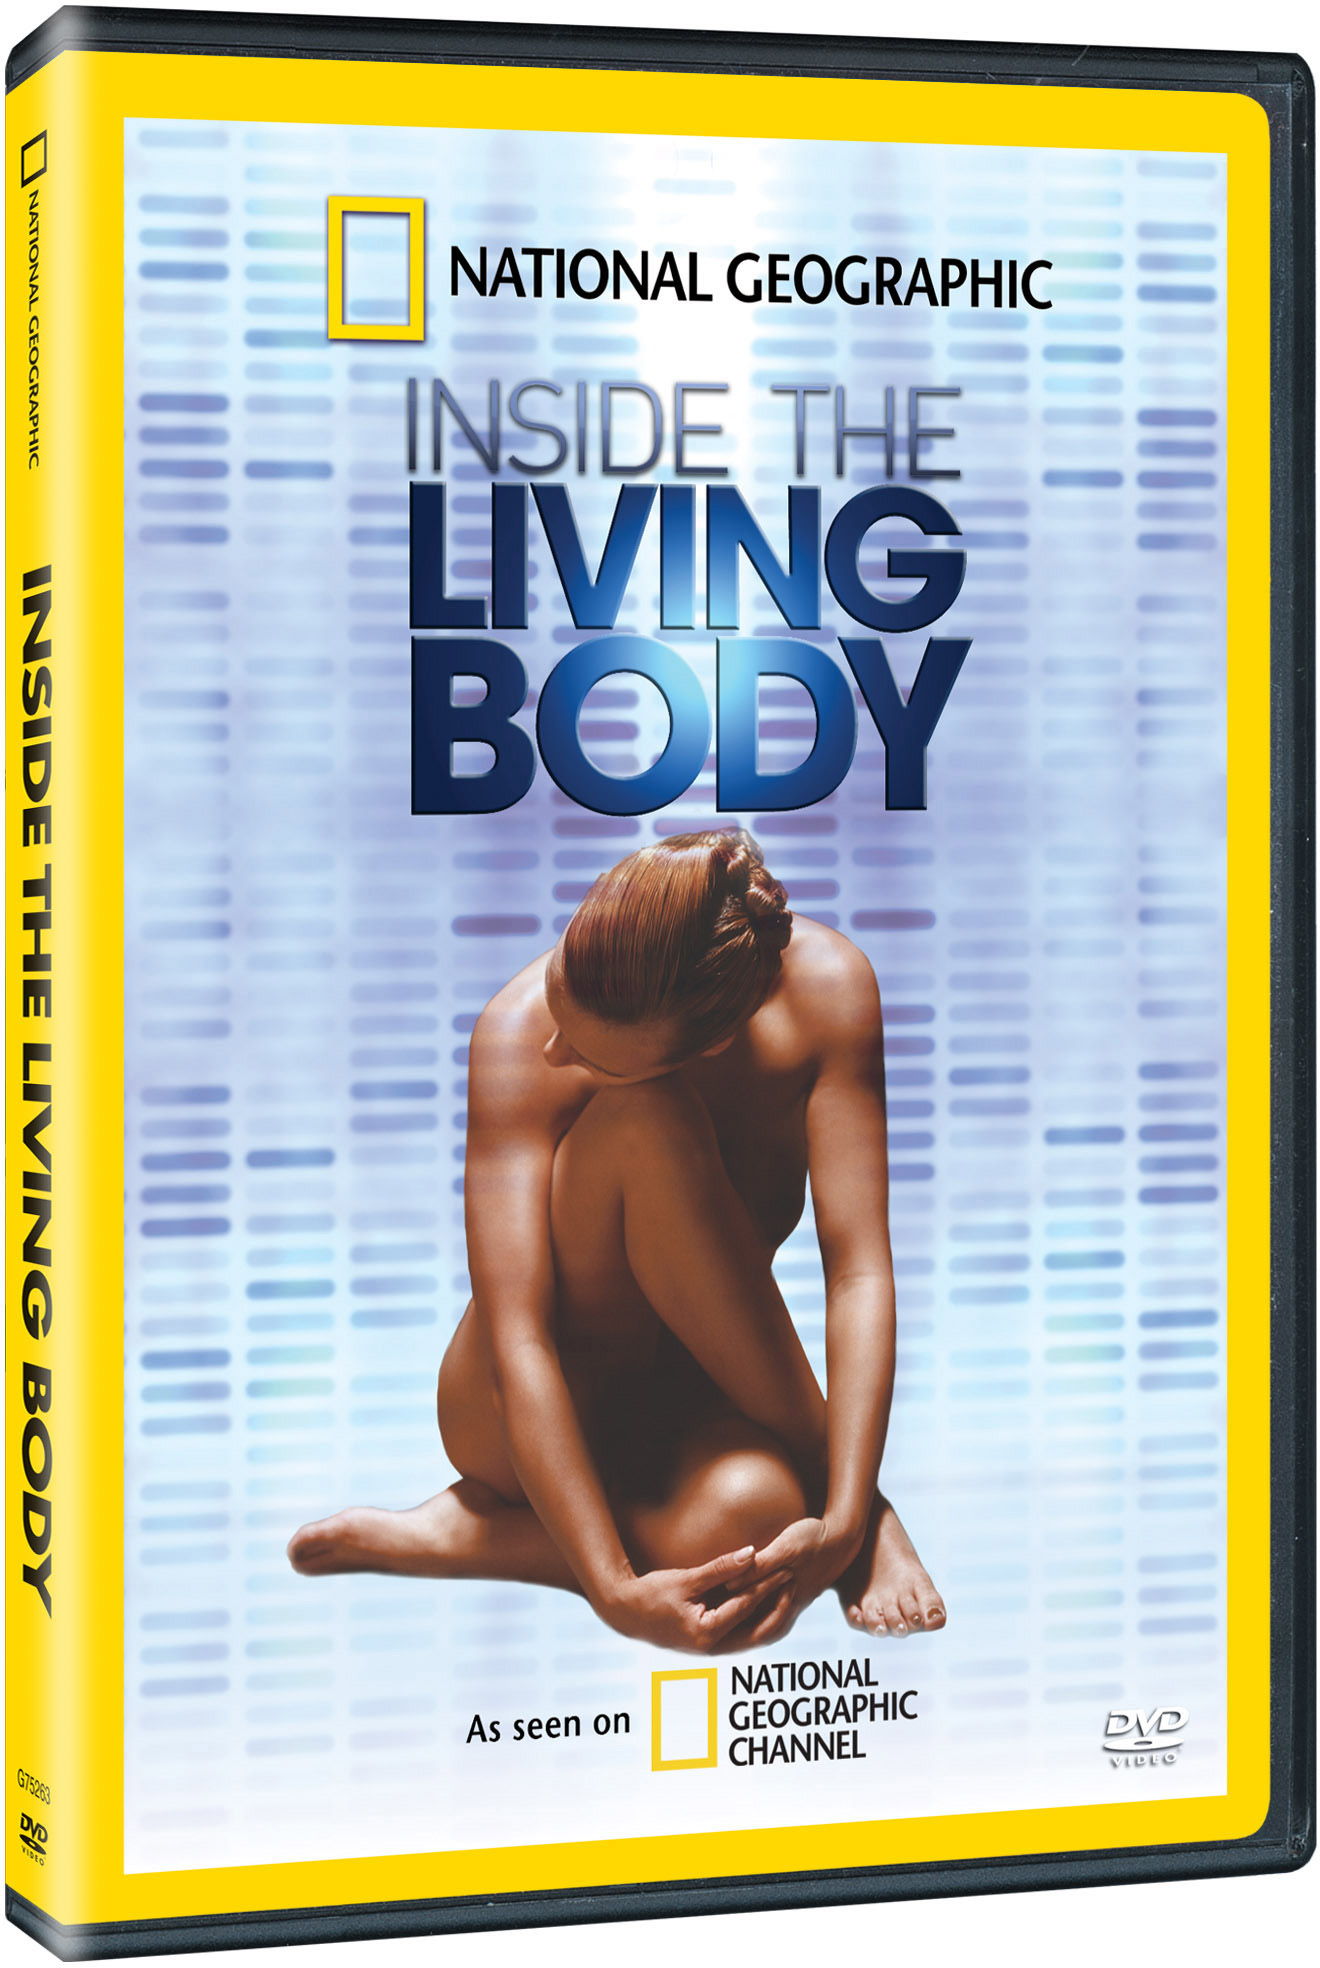 NATIONAL GEOGRAPHIC
INSIDE THE
LIVING
BODY
As seen on
NATIONAL
GEOGRAPHIC
CHANNEL
DVD
VIDEO
NATIONAL GEOGRAPHIC
INSIDE THE LIVING BODY
G75263
DVD
VIDEO